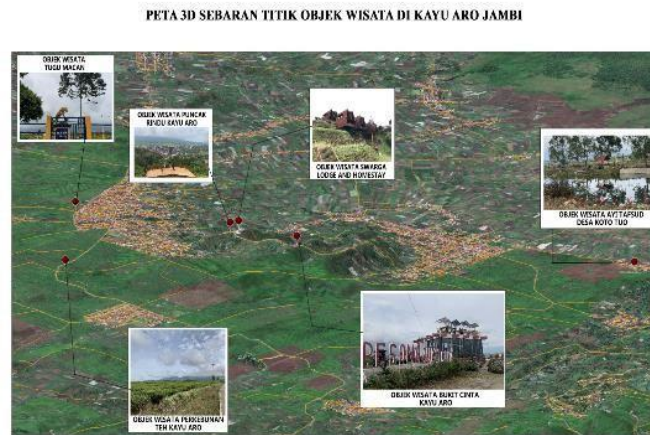 PETA 3D SEBARAN TITIK OBJEK WISATA DI KAYU ARO JAMBI
OBJEK WISATA
TUGU MACAN
OBJEK WISATA PUNCAK
RINDU KAYU ARO
OBJEK WISATA SWARGA
LODGE AND HOMESTAY
OBJEK WISATA AYITAFSUD
DESA KOTO TUO
OBJEK WISATA BUKIT CINTA
KAYU ARO
OBJEK WISATA PERKEBUNAN
TEH KAYU ARO